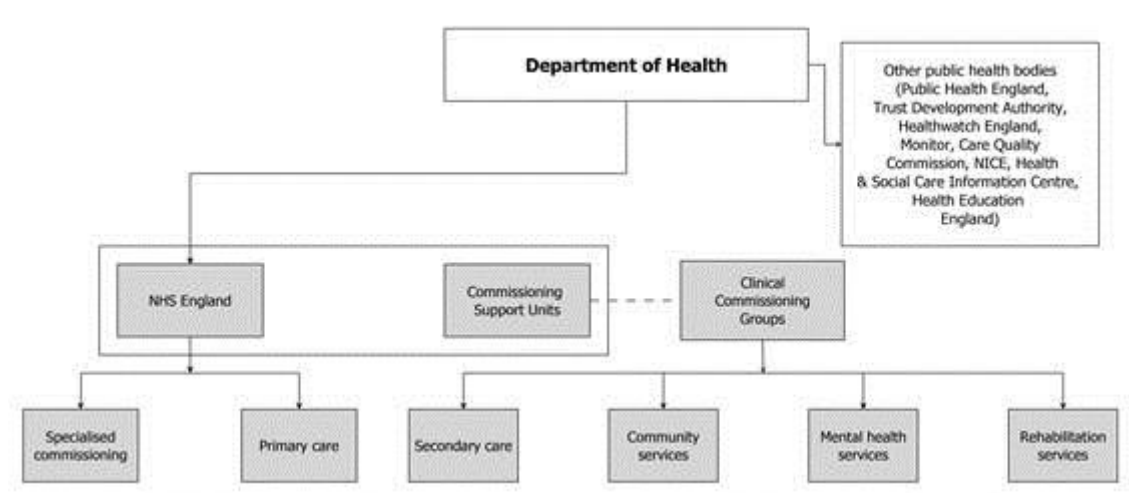 Department of Health
Other public health bodies
(Public Health England,
Trust Development Authority,
Healthwatch England,
Monitor, Care Quality
Commission, NICE, Health
& Social Care Information Centre,
Health Education
England)
NHS England
Commissioning
Support Units
Clinical
Commissioning
Groups
Specialised
commissioning
Primary care
Secondary care
Community
services
Mental health
services
Rehabilitation
services